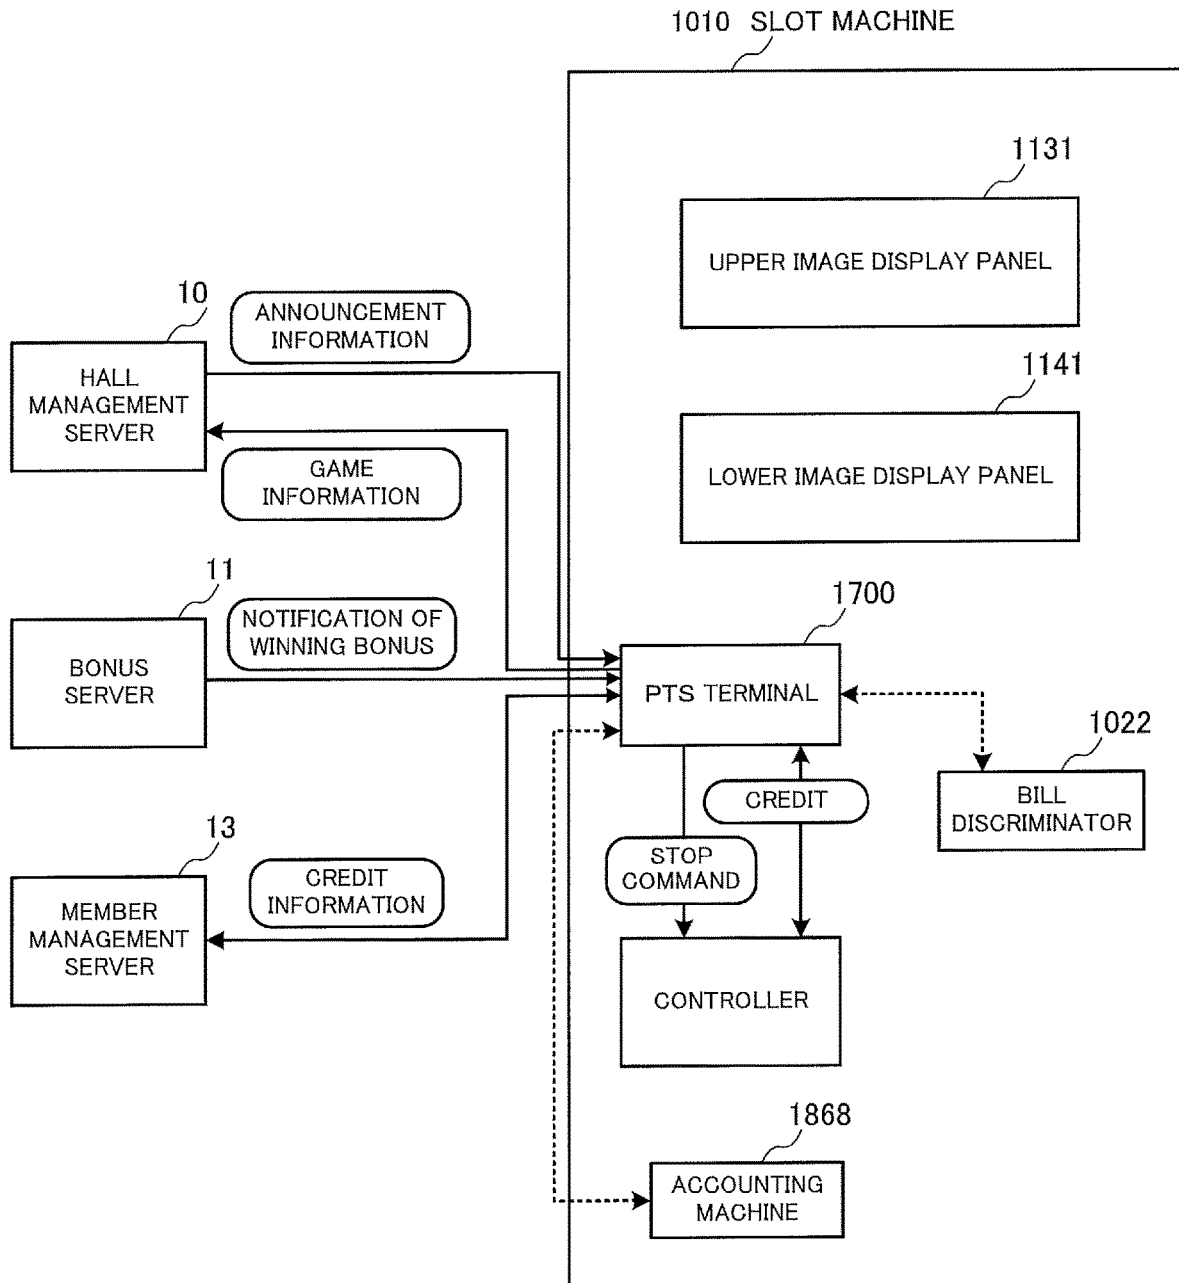 1010 SLOT MACHINE
1131
UPPER IMAGE DISPLAY PANEL
10
ANNOUNCEMENT
INFORMATION
HALL
MANAGEMENT
SERVER
1141
LOWER IMAGE DISPLAY PANEL
GAME
INFORMATION
11
NOTIFICATION OF
WINNING BONUS
BONUS
SERVER
1700
PTS TERMINAL
1022
BILL
DISCRIMINATOR
CREDIT
STOP
COMMAND
13
CREDIT
INFORMATION
MEMBER
MANAGEMENT
SERVER
CONTROLLER
1868
ACCOUNTING
MACHINE